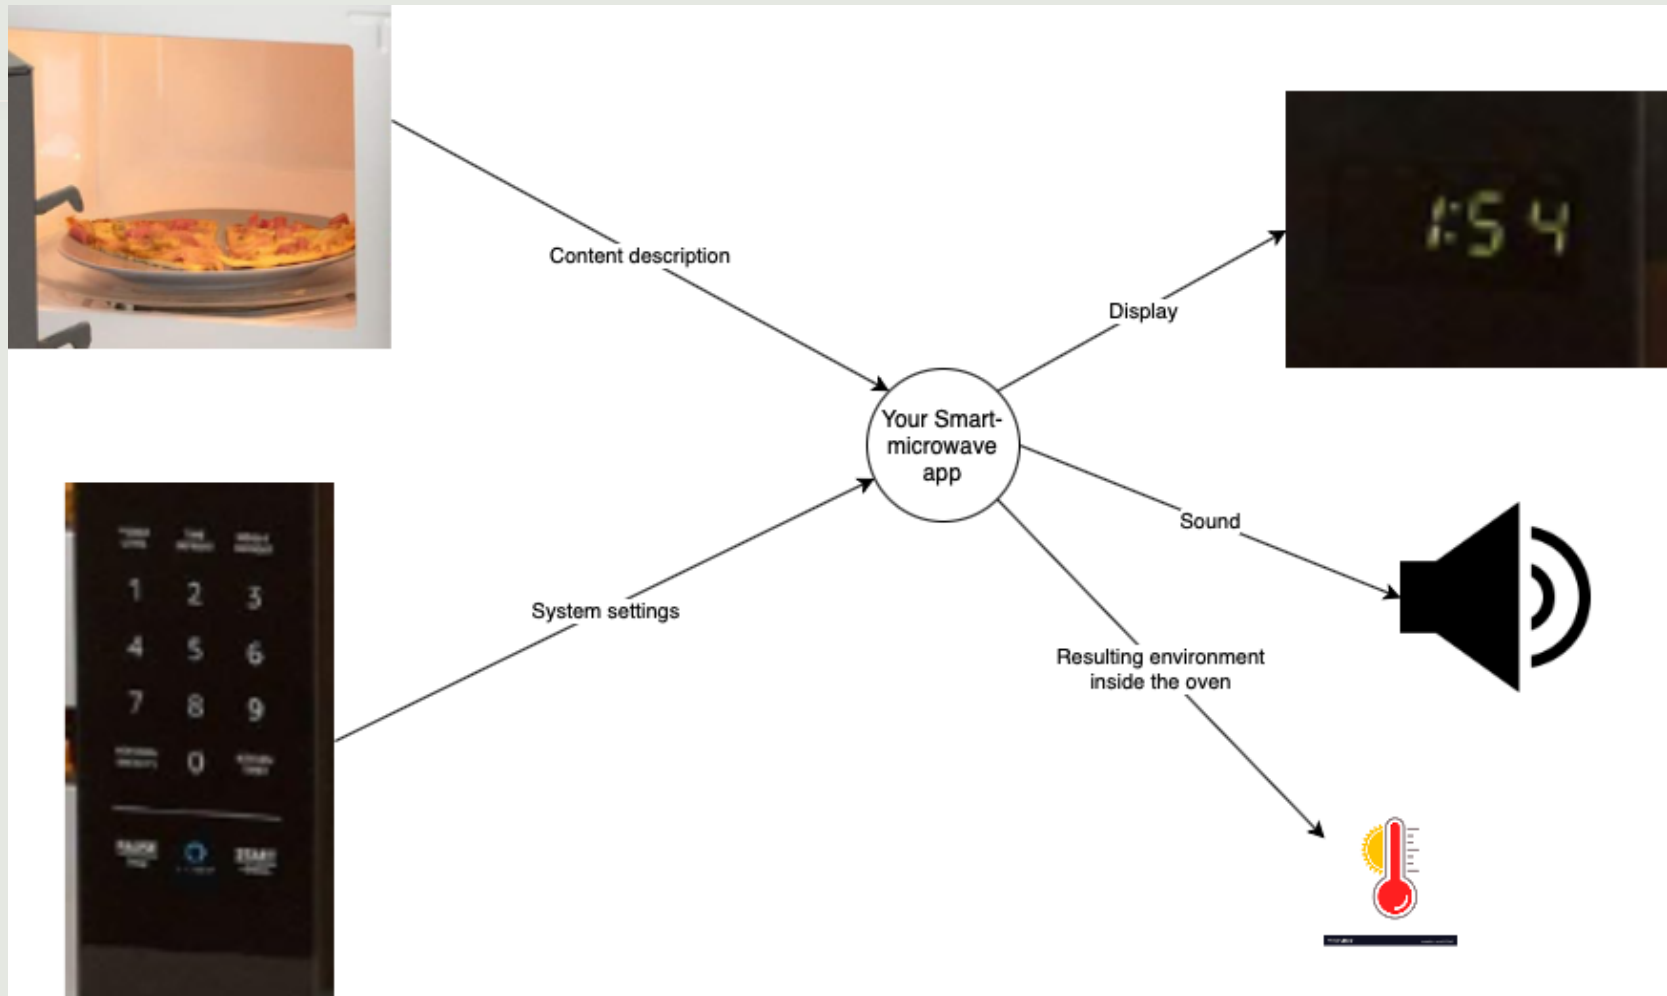 Content description
1:54
Display
Your Smart-
microwave
app
Sound
System settings
Resulting environment
inside the oven
1 2 3
4 5 6
7 8 9
0
START